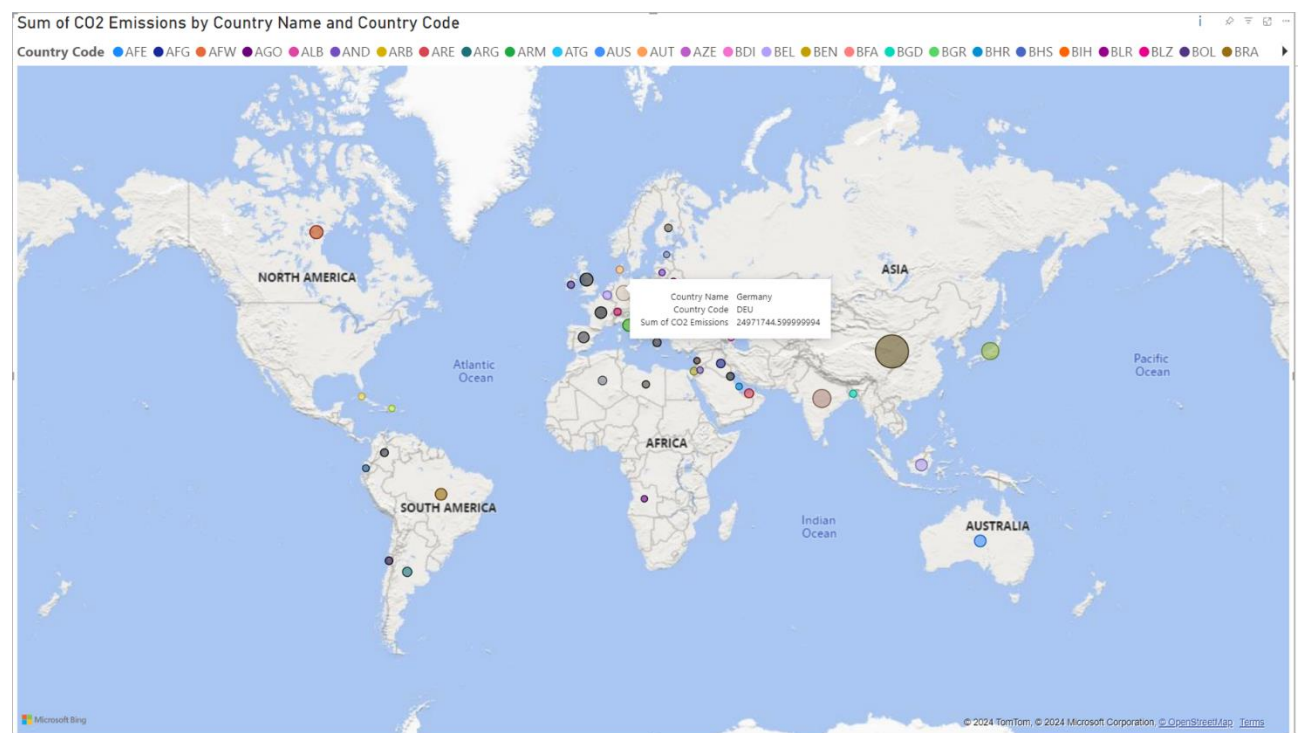 Sum of CO2 Emissions by Country Name and Country Code
Country Code AFE AFG AFW AGO ALB AND ARB ARE ARG ARM ATG AUS AUT AZE BDI BEL BEN BFA BGD BGR BHR BHS BIH BLR BLZ BOL BRA
NORTH AMERICA
ASIA
Country Name Germany
Country Code DEU
Sum of CO2 Emissions 24971744.599999994
Atlantic
Ocean
Pacific
Ocean
AFRICA
SOUTH AMERICA
Indian
Ocean
AUSTRALIA
Microsoft Bing
© 2024 TomTom, © 2024 Microsoft Corporation, © OpenStreetMap Terms